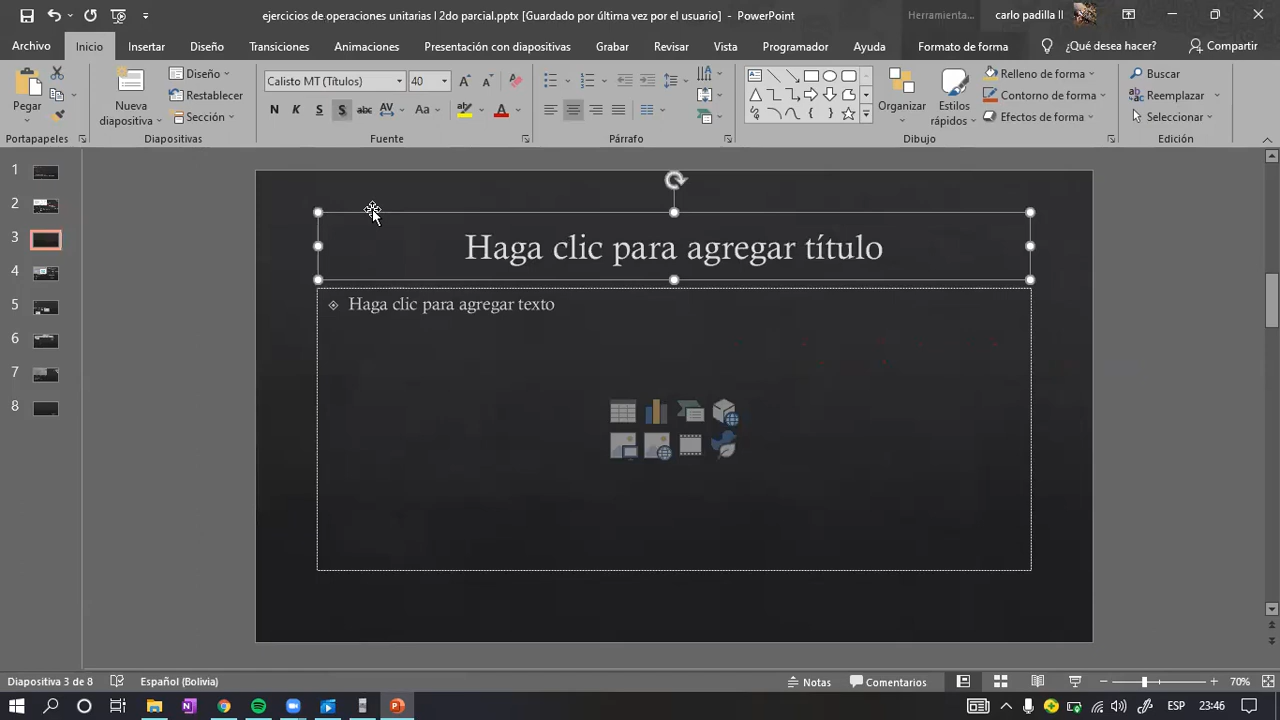 ejercicios de operaciones unitarias I 2do parcial.pptx [Guardado por última vez por el usuario] - PowerPoint
Herramienta...
carlo padilla ll
Archivo Inicio Insertar Diseño Transiciones Animaciones Presentación con diapositivas Grabar Revisar Vista Programador Ayuda Formato de forma ¿Qué desea hacer? Compartir
Pegar
Portapapeles
Nueva diapositiva
Diseño
Restablecer
Sección
Diapositivas
Calisto MT (Títulos) 40
N K S S abc AV Aa A
Fuente
Párrafo
Organizar
Estilos rápidos
Relleno de forma
Contorno de forma
Efectos de forma
Dibujo
Buscar
Reemplazar
Seleccionar
Edición
1
2
3
4
5
6
7
8
Haga clic para agregar título
Haga clic para agregar texto
Diapositiva 3 de 8 Español (Bolivia) Notas Comentarios 70%
ESP 23:46